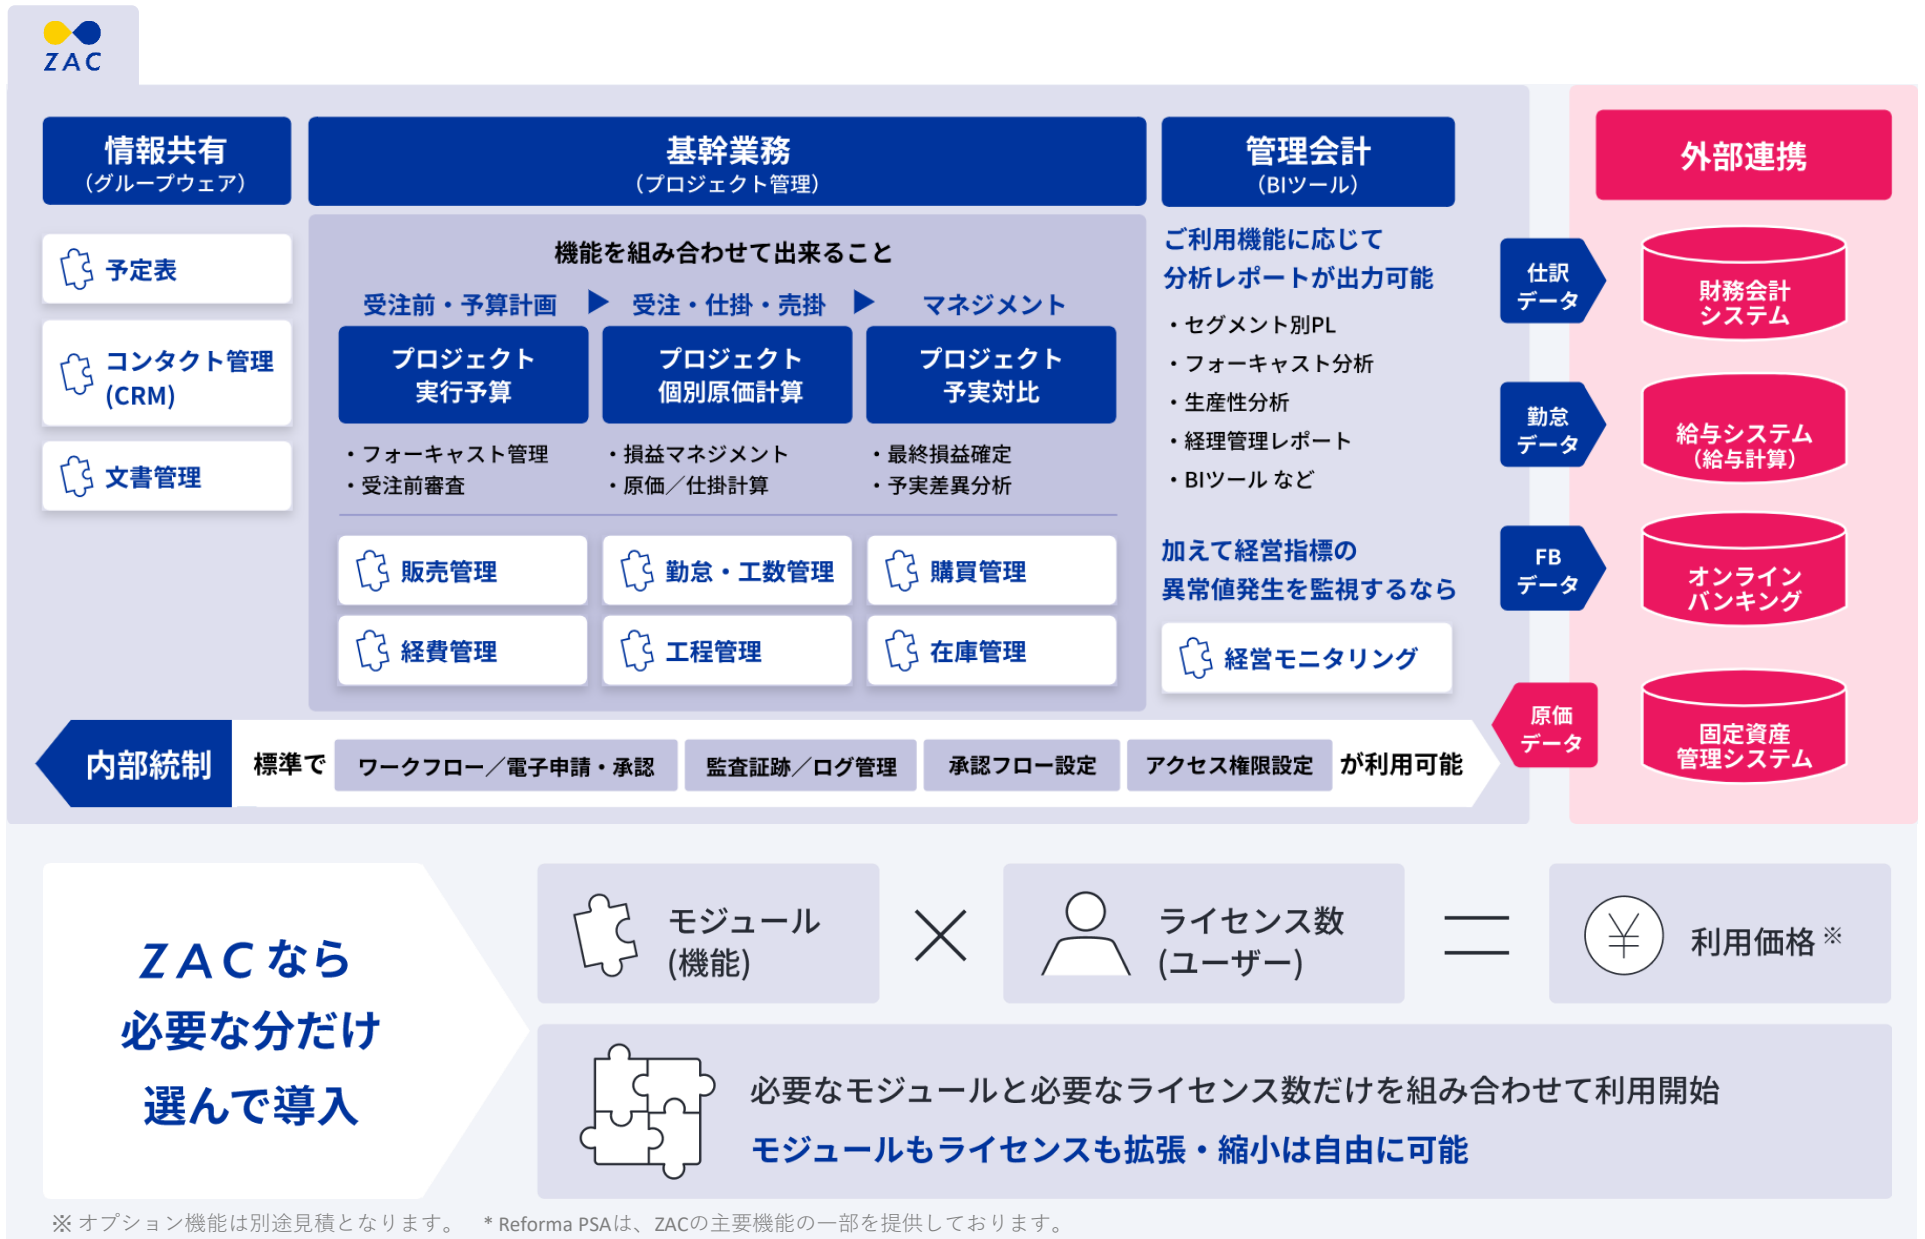 ZAC
情報共有
（グループウェア）
予定表
コンタクト管理
(CRM)
文書管理
基幹業務
（プロジェクト管理）
機能を組み合わせて出来ること
受注前・予算計画
受注・仕掛・売掛
マネジメント
プロジェクト
実行予算
・フォーキャスト管理
・受注前審査
プロジェクト
個別原価計算
・損益マネジメント
・原価／仕掛計算
プロジェクト
予実対比
・最終損益確定
・予実差異分析
販売管理
勤怠・工数管理
購買管理
経費管理
工程管理
在庫管理
管理会計
（BIツール）
ご利用機能に応じて
分析レポートが出力可能
・セグメント別PL
・フォーキャスト分析
・生産性分析
・経理管理レポート
・BIツール など
加えて経営指標の
異常値発生を監視するなら
経営モニタリング
外部連携
仕訳
データ
財務会計
システム
勤怠
データ
給与システム
（給与計算）
FB
データ
オンライン
バンキング
原価
データ
固定資産
管理システム
内部統制
標準で
ワークフロー／電子申請・承認
監査証跡／ログ管理
承認フロー設定
アクセス権限設定
が利用可能
ZACなら
必要な分だけ
選んで導入
モジュール
(機能)
×
ライセンス数
(ユーザー)
＝
¥
利用価格※
必要なモジュールと必要なライセンス数だけを組み合わせて利用開始
モジュールもライセンスも拡張・縮小は自由に可能
※ オプション機能は別途見積となります。 * Reforma PSAは、ZACの主要機能の一部を提供しております。